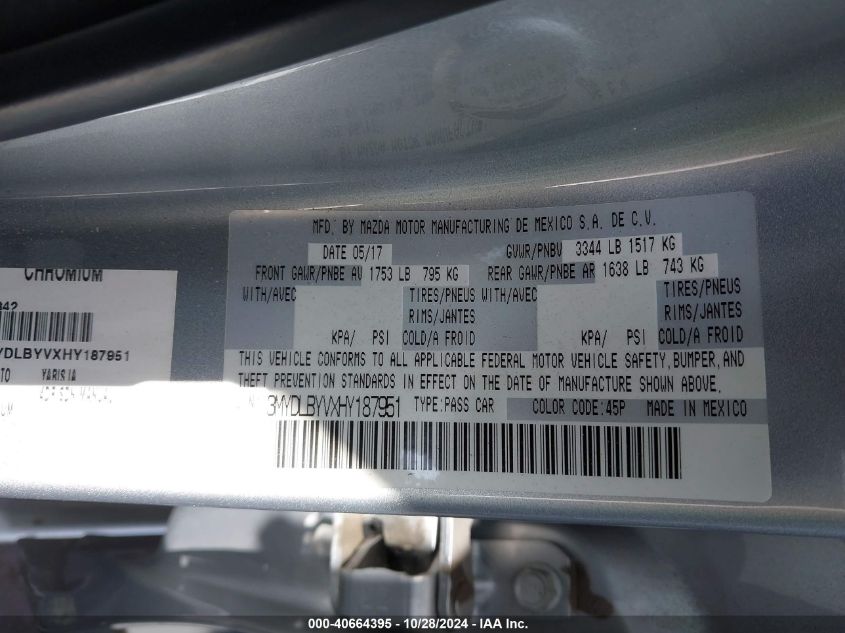 CHROMIUM
YDLBYVXHY187951
YARIS IA
4DR SDN MANUAL
MFD. BY MAZDA MOTOR MANUFACTURING DE MEXICO S.A. DE C.V.
DATE 05/17 GVWR/PNBV 3344 LB 1517 KG
FRONT GAWR/PNBE AV 1753 LB 795 KG REAR GAWR/PNBE AR 1638 LB 743 KG
WITH/AVEC TIRES/PNEUS WITH/AVEC TIRES/PNEUS
RIMS/JANTES RIMS/JANTES
KPA/ PSI COLD/A FROID KPA/ PSI COLD/A FROID
THIS VEHICLE CONFORMS TO ALL APPLICABLE FEDERAL MOTOR VEHICLE SAFETY, BUMPER, AND
THEFT PREVENTION STANDARDS IN EFFECT ON THE DATE OF MANUFACTURE SHOWN ABOVE.
3MYDLBYVXHY187951 TYPE:PASS CAR COLOR CODE:45P MADE IN MEXICO
000-40664395 - 10/28/2024 - IAA Inc.